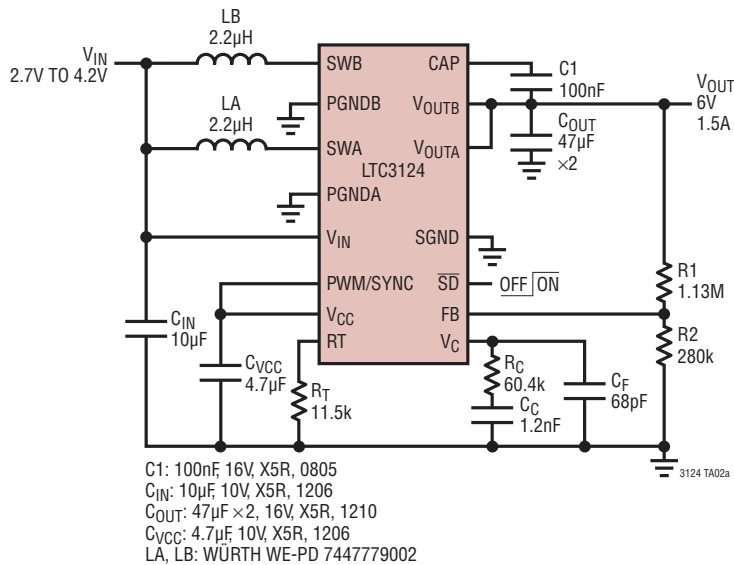 LB
2.2µH
VIN
2.7V TO 4.2V
LA
2.2µH
SWB
PGNDB
SWA
PGNDA
VIN
PWM/SYNC
VCC
RT
LTC3124
CAP
VOUTB
VOUTA
SGND
SD
FB
VC
C1
100nF
VOUT
6V
1.5A
COUT
47µF
×2
OFF ON
R1
1.13M
R2
280k
CIN
10µF
CVCC
4.7µF
RT
11.5k
RC
60.4k
CC
1.2nF
CF
68pF
3124 TA02a
C1: 100nF, 16V, X5R, 0805
CIN: 10µF, 10V, X5R, 1206
COUT: 47µF ×2, 16V, X5R, 1210
CVCC: 4.7µF, 10V, X5R, 1206
LA, LB: WÜRTH WE-PD 7447779002